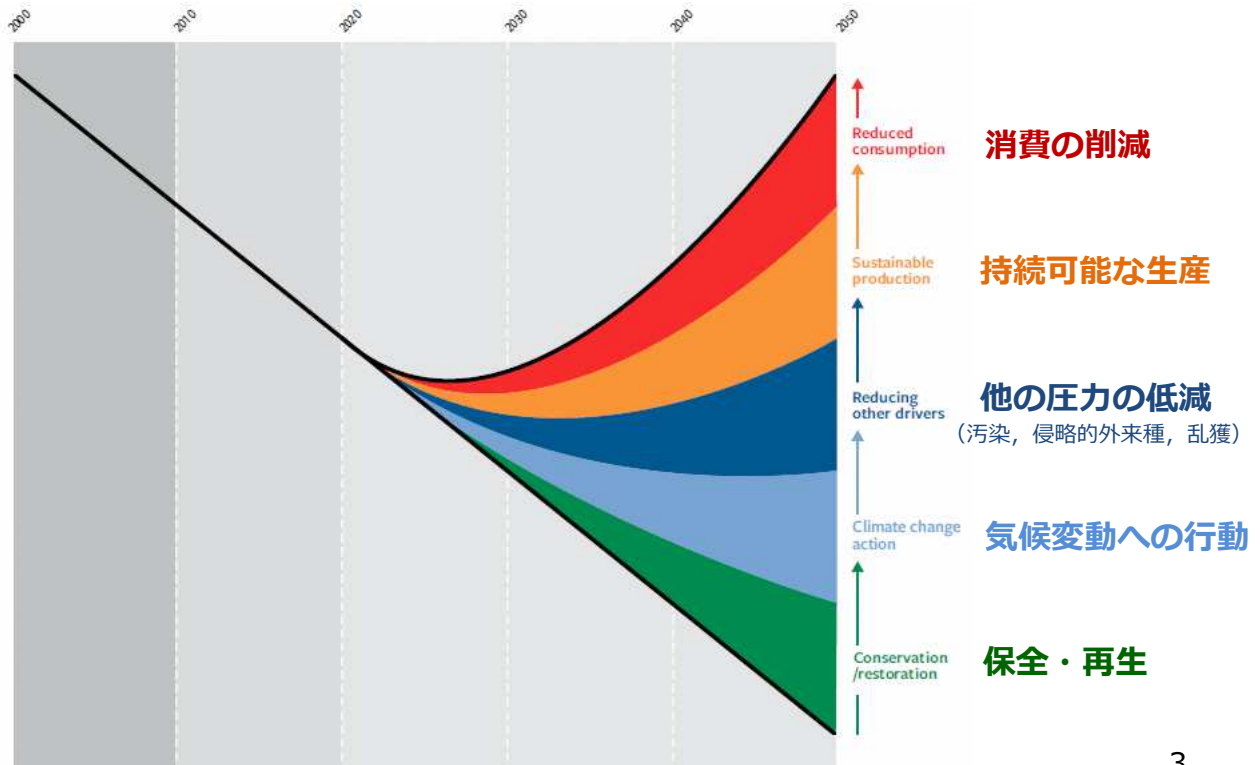 2000
2010
2020
2030
2040
2050
Reduced
consumption
消費の削減
Sustainable
production
持続可能な生産
Reducing
other drivers
他の圧力の低減
（汚染，侵略的外来種，乱獲）
Climate change
action
気候変動への行動
Conservation
/restoration
保全・再生
3